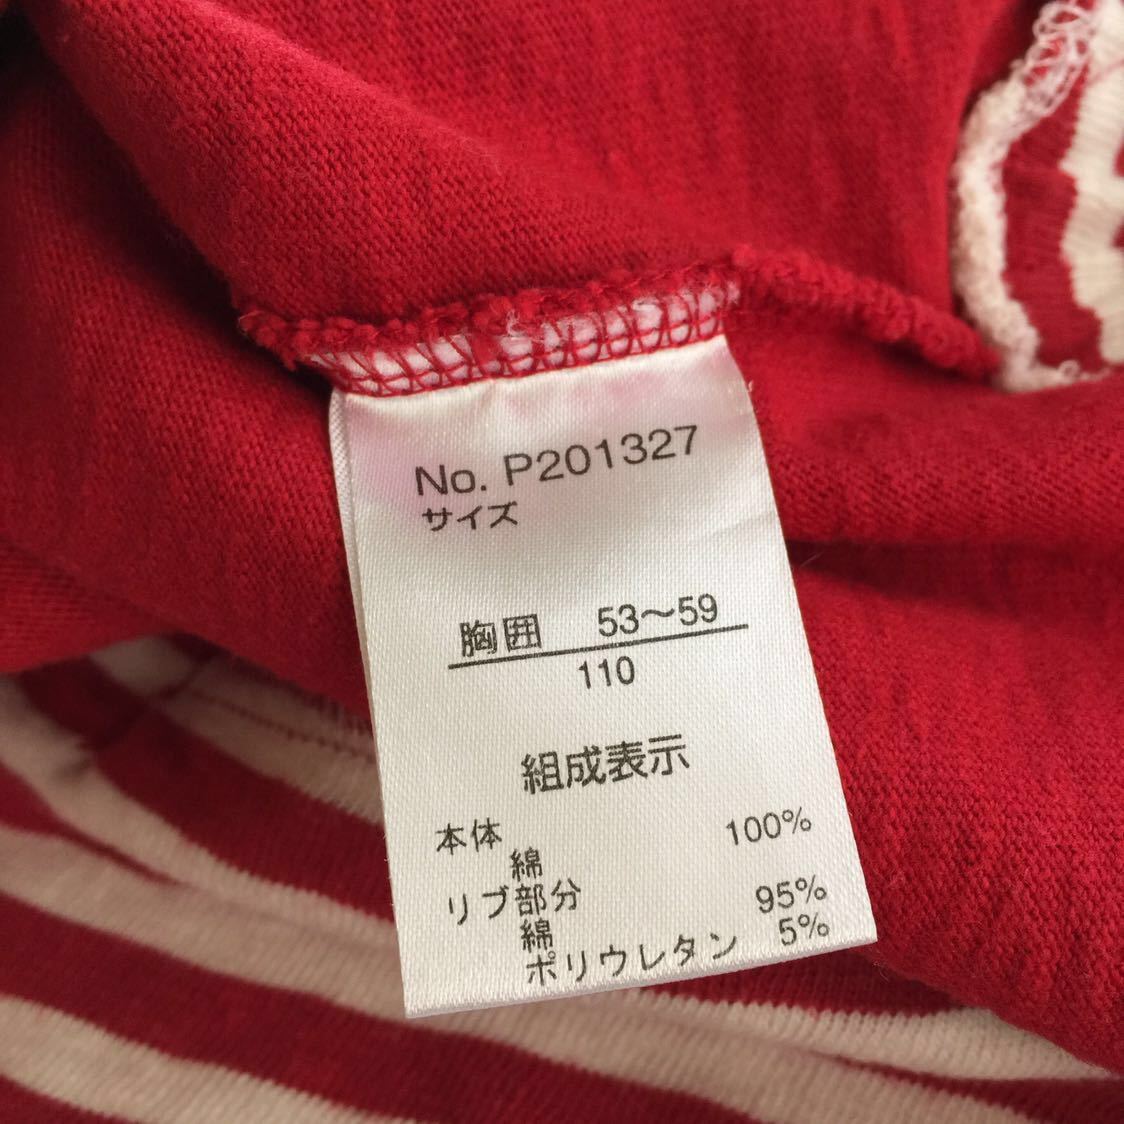 No. P201327
サイズ
胸囲 53～59
110
組成表示
本体
綿 100%
リブ部分
綿 95%
ポリウレタン 5%